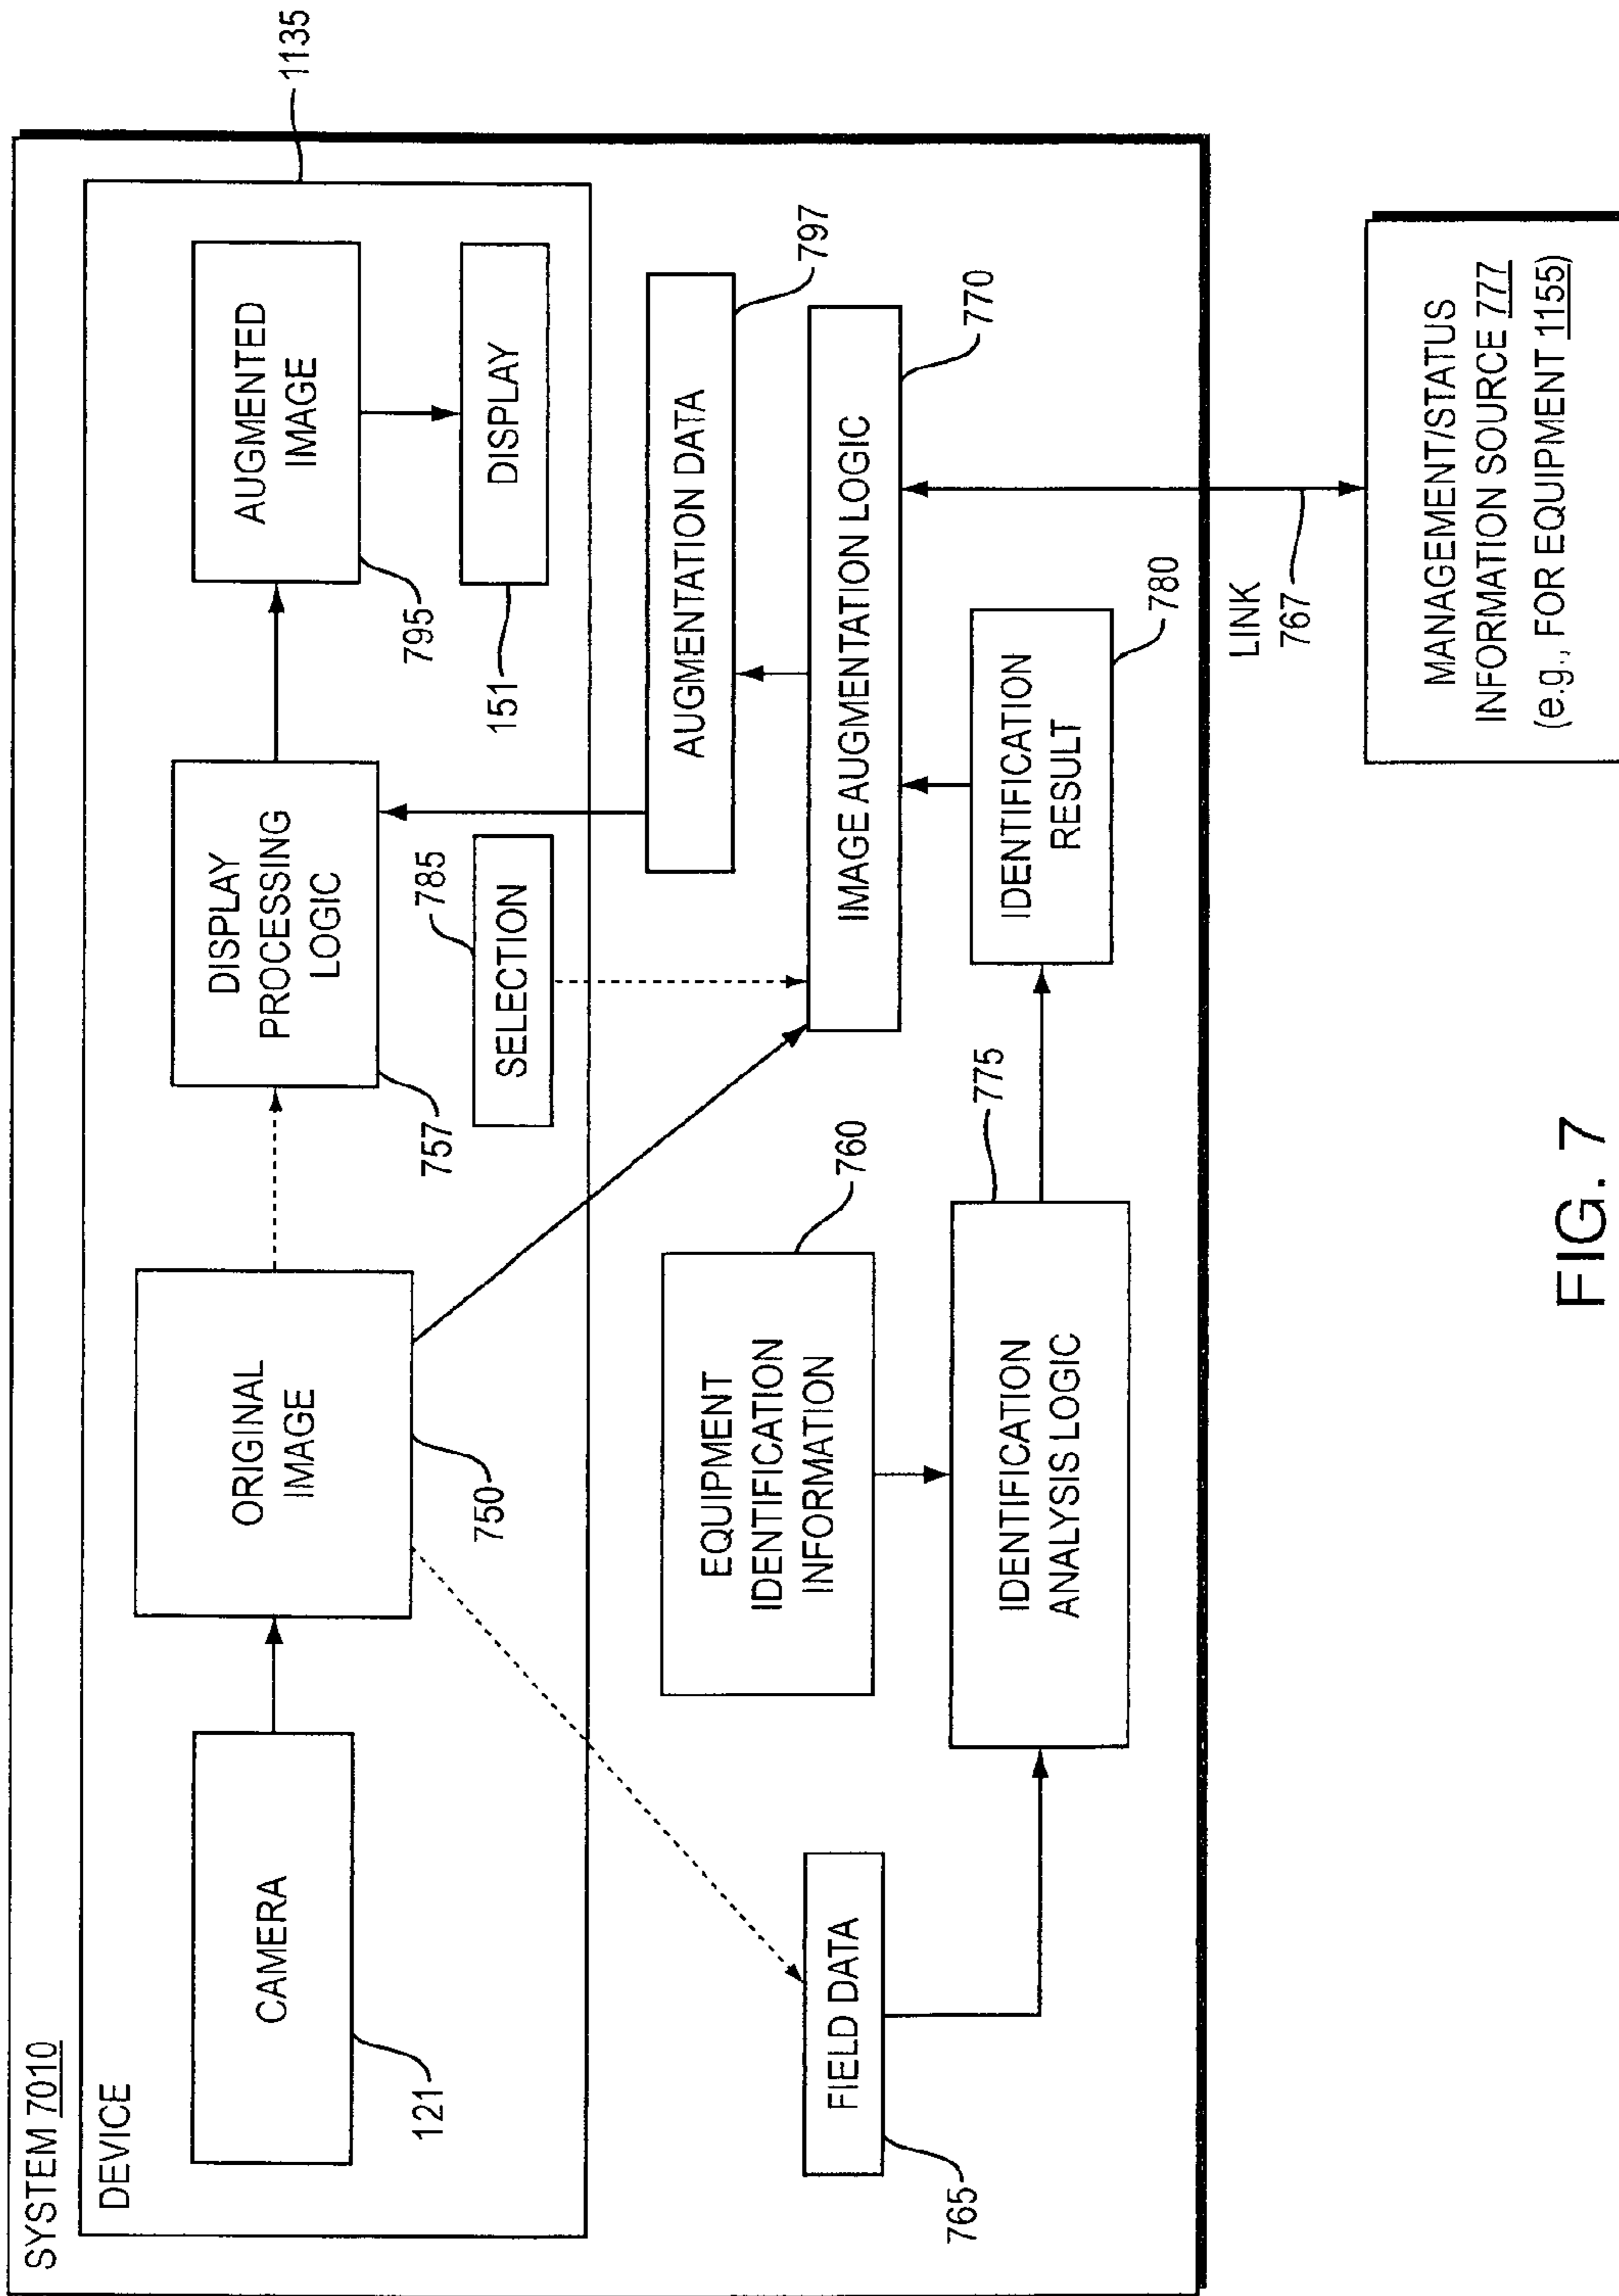 SYSTEM 7010
DEVICE
1135
CAMERA
121
ORIGINAL
IMAGE
750
DISPLAY
PROCESSING
LOGIC
757
AUGMENTED
IMAGE
795
DISPLAY
151
SELECTION
785
AUGMENTATION DATA
797
IMAGE AUGMENTATION LOGIC
770
EQUIPMENT
IDENTIFICATION
INFORMATION
760
FIELD DATA
765
IDENTIFICATION
ANALYSIS LOGIC
775
IDENTIFICATION
RESULT
780
LINK
767
MANAGEMENT/STATUS
INFORMATION SOURCE 777
(e.g., FOR EQUIPMENT 1155)
FIG. 7